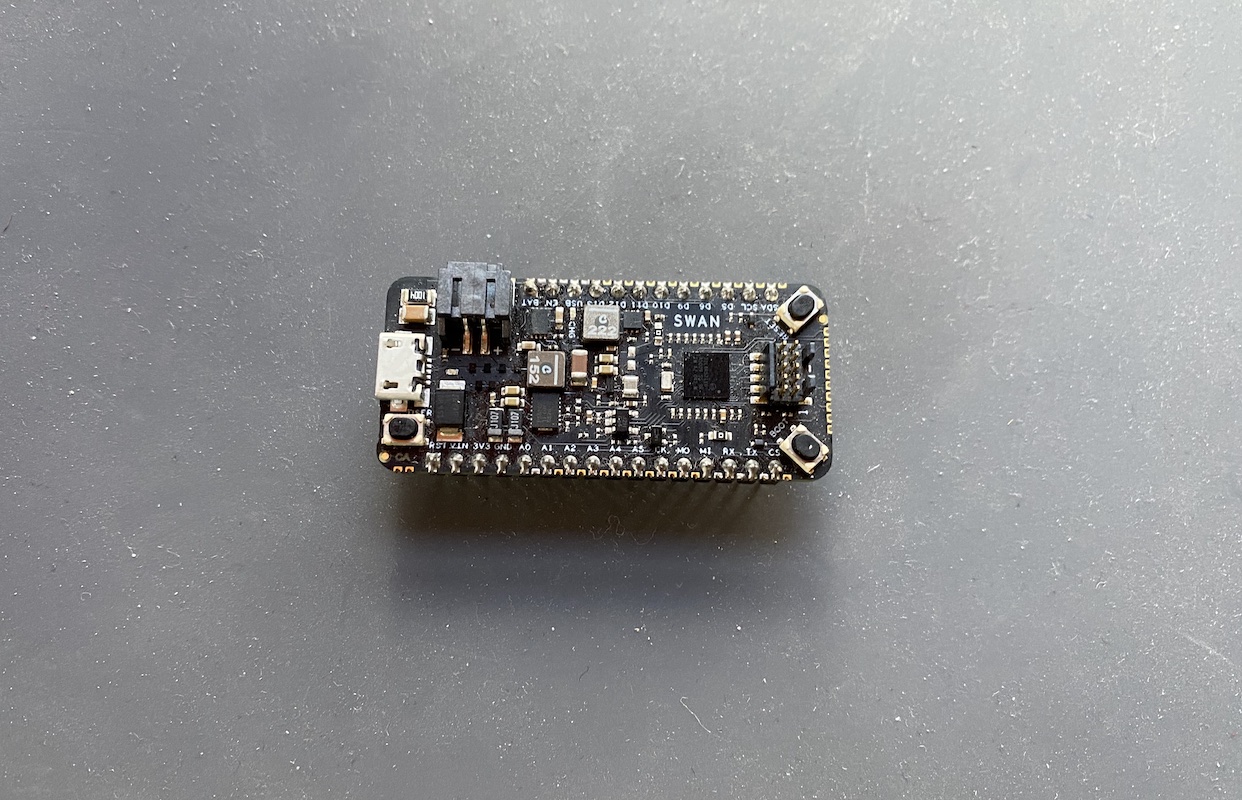 BAT EN USB D13 D12 D11 D10 D9 D6 D5 SCL SDA
SWAN
GND
222
C
152
RST VIN 3V3 GND A0 A1 A2 A3 A4 A5 CK MO MI RX TX CS